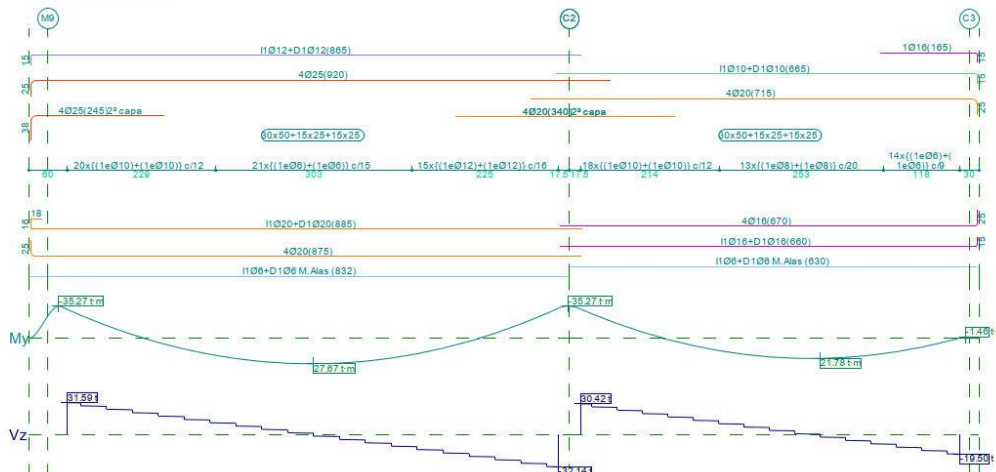 M9
C2
C3
I1Ø12+D1Ø12(865)
1Ø16(165)
15
15
I1Ø10+D1Ø10(665)
15
4Ø25(920)
25
4Ø20(715)
25
4Ø25(245)2ª capa
4Ø20(340)2ª capa
38
30x50+15x25+15x25
30x50+15x25+15x25
20x{(1eØ10)+(1eØ10)} c/12
21x{(1eØ6)+(1eØ6)} c/15
15x{(1eØ12)+(1eØ12)} c/16
18x{(1eØ10)+(1eØ10)} c/12
13x{(1eØ8)+(1eØ8)} c/20
14x{(1eØ6)+(
1eØ6)} c/9
60
229
303
225
17.5
17.5
214
253
118
30
18
16
I1Ø20+D1Ø20(885)
4Ø16(670)
25
25
4Ø20(875)
I1Ø16+D1Ø16(660)
15
I1Ø6+D1Ø6 M.Alas (832)
I1Ø6+D1Ø6 M.Alas (630)
-35.27 t·m
-35.27 t·m
-1.46 t
My
27.67 t·m
21.78 t·m
31.59 t
30.42 t
Vz
-32.14 t
-19.50 t